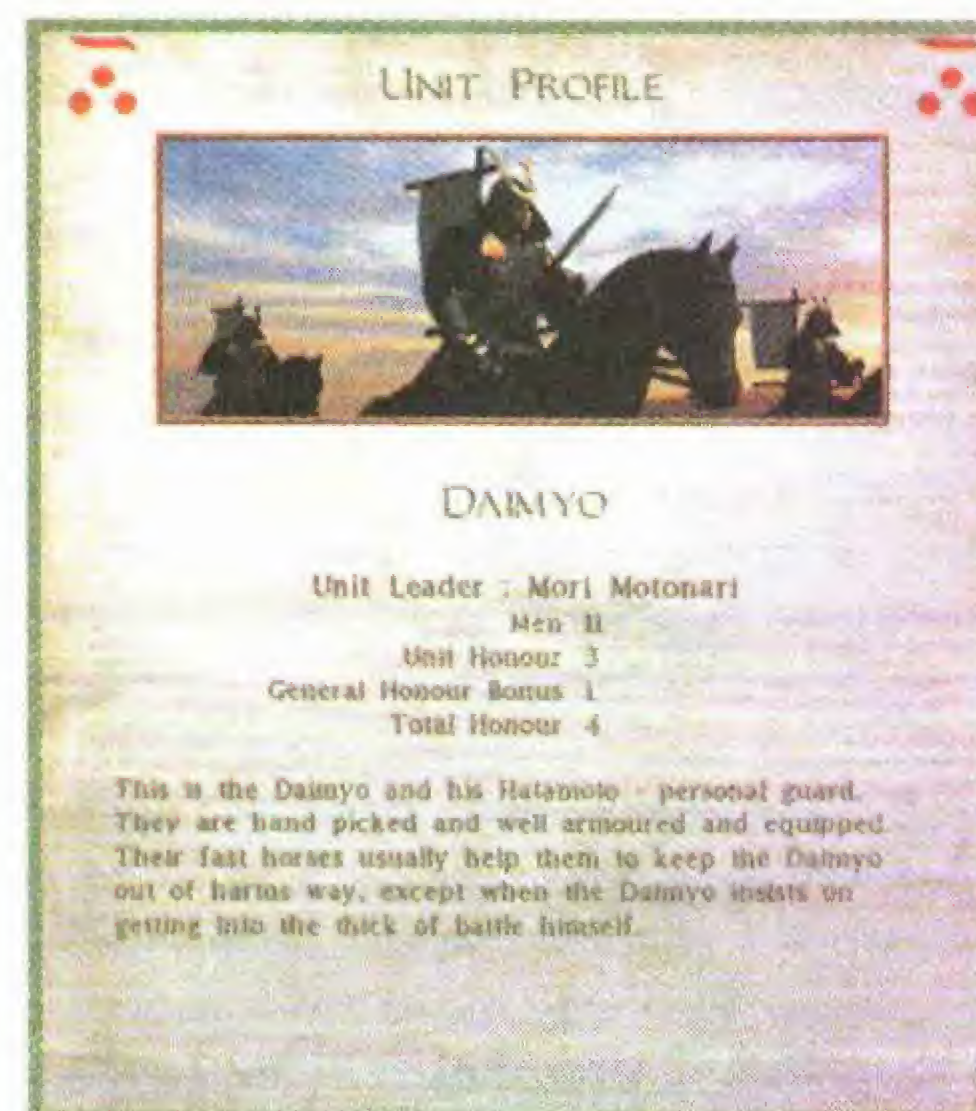 UNIT PROFILE
DAIMYO
Unit Leader : Mori Motonari
Men 11
Unit Honour 3
General Honour Bonus 1
Total Honour 4
This is the Daimyo and his Hatamoto - personal guard.
They are hand picked and well armoured and equipped.
Their fast horses usually help them to keep the Daimyo
out of harms way, except when the Daimyo insists on
getting into the thick of battle himself.